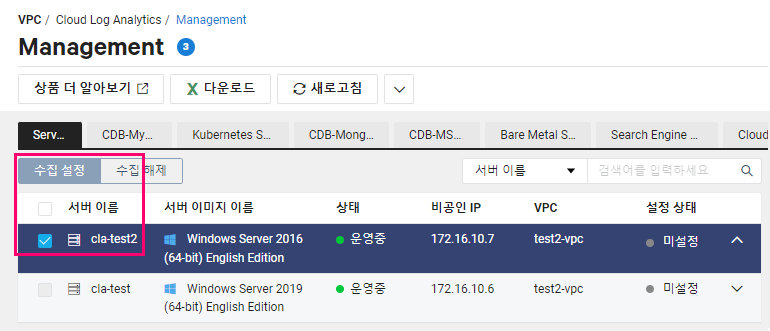 VPC / Cloud Log Analytics / Management
Management 3
상품 더 알아보기 다운로드 새로고침
Serv... CDB-My... Kubernetes S... CDB-Mong... CDB-MS... Bare Metal S... Search Engine ... Cloud
수집 설정 수집 해제 서버 이름 검색어를 입력하세요
서버 이름 서버 이미지 이름 상태 비공인 IP VPC 설정 상태
cla-test2 Windows Server 2016 운영중 172.16.10.7 test2-vpc 미설정
(64-bit) English Edition
cla-test Windows Server 2019 운영중 172.16.10.6 test2-vpc 미설정
(64-bit) English Edition